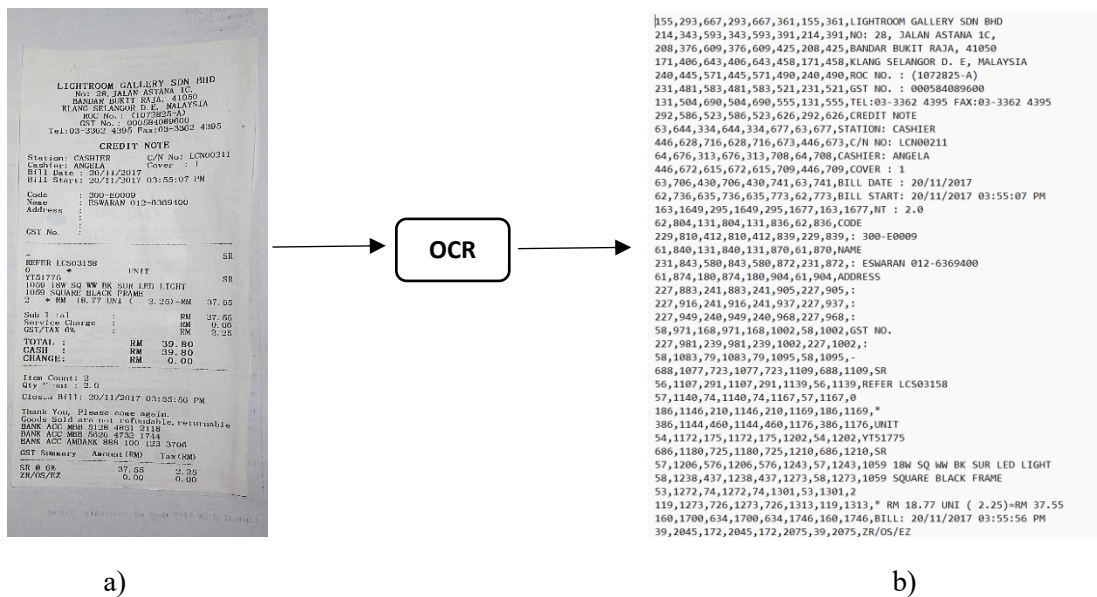 LIGHTROOM GALLERY SDN BHD
No: 28, JALAN ASTANA 1C,
BANDAR BUKIT RAJA, 41050
KLANG SELANGOR D.E, MALAYSIA
ROC No.: (1072825-A)
GST No.: 000584089600
Tel:03-3362 4395 Fax:03-3362 4395
CREDIT NOTE
Station: CASHIER C/N No: LCN00211
Cashier: ANGELA Cover : 1
Bill Date : 20/11/2017
Bill Start: 20/11/2017 03:55:07 PM
Code : 300-E0009
Name : ESWARAN 012-6369400
Address :
:
:
GST No. :
- SR
REFER LCS03158
0 * UNIT
YT51775 SR
1059 18W SQ WW BK SUR LED LIGHT
1059 SQUARE BLACK FRAME
2 * RM 18.77 UNI ( 2.25)=RM 37.55
Sub : RM 37.55
Service Charge : RM 0.00
GST/TAX 6% : RM 2.25
TOTAL : RM 39.80
CASH : RM 39.80
CHANGE: RM 0.00
Item Count: 2
Qty : 2.0
Closed Bill: 20/11/2017 03:55:56 PM
Thank You, Please come again.
Goods Sold are not refundable, returnable
BANK ACC MBB 5128 4851 2118
BANK ACC MBB 5626 4732 1744
BANK ACC AMBANK 888 100 123 3706
GST Summary Amount(RM) Tax(RM)
SR @ 6% 37.55 2.25
ZR/OS/EZ 0.00 0.00
a)
OCR
155,293,667,293,667,361,155,361,LIGHTROOM GALLERY SDN BHD
214,343,593,343,593,391,214,391,NO: 28, JALAN ASTANA 1C,
208,376,609,376,609,425,208,425,BANDAR BUKIT RAJA, 41050
171,406,643,406,643,458,171,458,KLANG SELANGOR D. E, MALAYSIA
240,445,571,445,571,490,240,490,ROC NO. : (1072825-A)
231,481,583,481,583,521,231,521,GST NO. : 000584089600
131,504,690,504,690,555,131,555,TEL:03-3362 4395 FAX:03-3362 4395
292,586,523,586,523,626,292,626,CREDIT NOTE
63,644,334,644,334,677,63,677,STATION: CASHIER
446,628,716,628,716,673,446,673,C/N NO: LCN00211
64,676,313,676,313,708,64,708,CASHIER: ANGELA
446,672,615,672,615,709,446,709,COVER : 1
63,706,430,706,430,741,63,741,BILL DATE : 20/11/2017
62,736,635,736,635,773,62,773,BILL START: 20/11/2017 03:55:07 PM
163,1649,295,1649,295,1677,163,1677,NT : 2.0
62,804,131,804,131,836,62,836,CODE
229,810,412,810,412,839,229,839,: 300-E0009
61,840,131,840,131,870,61,870,NAME
231,843,580,843,580,872,231,872,: ESWARAN 012-6369400
61,874,180,874,180,904,61,904,ADDRESS
227,883,241,883,241,905,227,905,:
227,916,241,916,241,937,227,937,:
227,949,240,949,240,968,227,968,:
58,971,168,971,168,1002,58,1002,GST NO.
227,981,239,981,239,1002,227,1002,:
58,1083,79,1083,79,1095,58,1095,-
688,1077,723,1077,723,1109,688,1109,SR
56,1107,291,1107,291,1139,56,1139,REFER LCS03158
57,1140,74,1140,74,1167,57,1167,0
186,1146,210,1146,210,1169,186,1169,*
386,1144,460,1144,460,1176,386,1176,UNIT
54,1172,175,1172,175,1202,54,1202,YT51775
686,1180,725,1180,725,1210,686,1210,SR
57,1206,576,1206,576,1243,57,1243,1059 18W SQ WW BK SUR LED LIGHT
58,1238,437,1238,437,1273,58,1273,1059 SQUARE BLACK FRAME
53,1272,74,1272,74,1301,53,1301,2
119,1273,726,1273,726,1313,119,1313,* RM 18.77 UNI ( 2.25)=RM 37.55
160,1700,634,1700,634,1746,160,1746,BILL: 20/11/2017 03:55:56 PM
39,2045,172,2045,172,2075,39,2075,ZR/OS/EZ
b)